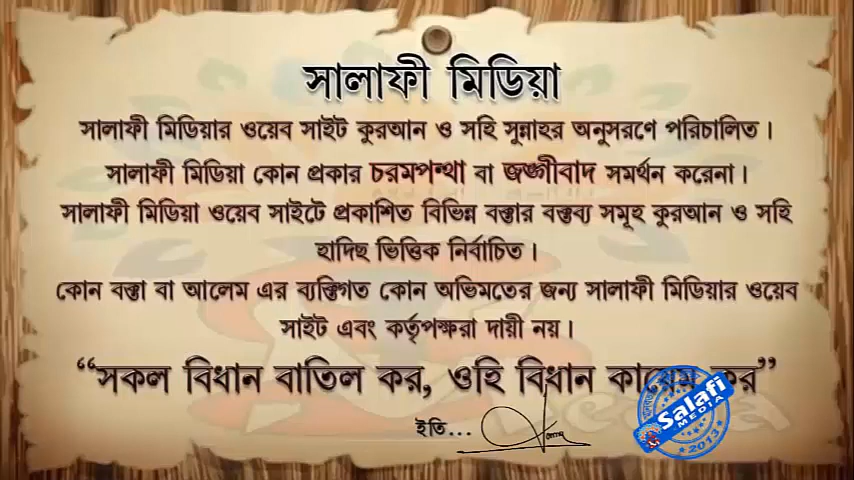 সালাফী মিডিয়া
সালাফী মিডিয়ার ওয়েব সাইট কুরআন ও সহি সুন্নাহর অনুসরণে পরিচালিত।
সালাফী মিডিয়া কোন প্রকার চরমপন্থা বা জঙ্গীবাদ সমর্থন করেনা।
সালাফী মিডিয়া ওয়েব সাইটে প্রকাশিত বিভিন্ন বক্তার বক্তব্য সমূহ কুরআন ও সহি
হাদিছ ভিত্তিক নির্বাচিত।
কোন বক্তা বা আলেম এর ব্যক্তিগত কোন অভিমতের জন্য সালাফী মিডিয়ার ওয়েব
সাইট এবং কর্তৃপক্ষরা দায়ী নয়।
“সকল বিধান বাতিল কর, ওহি বিধান কায়েম কর”
ইতি...
Salafi
MEDIA
2013